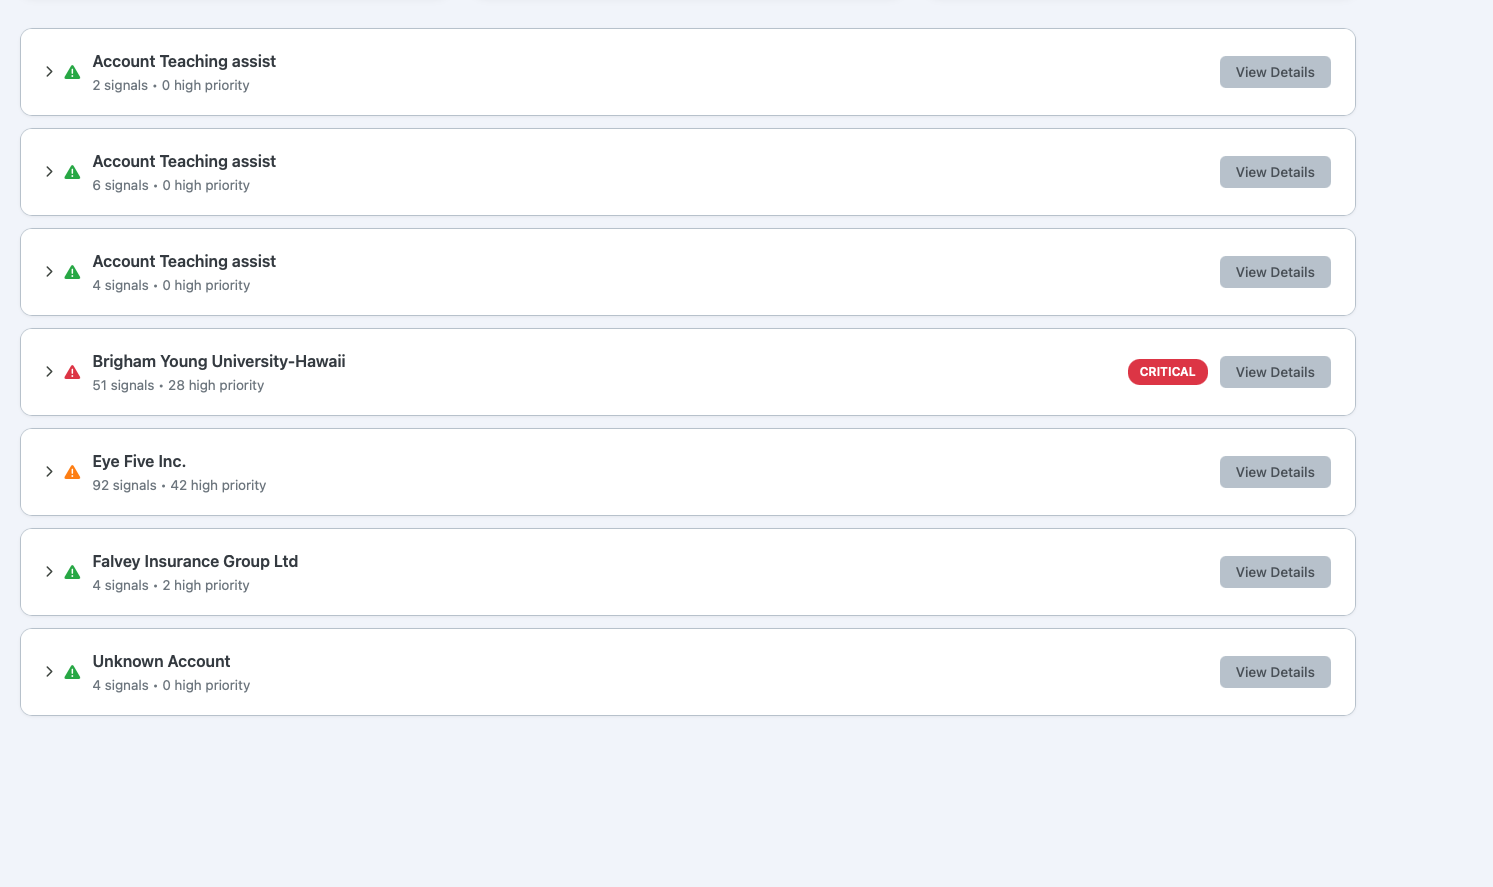 Account Teaching assist
2 signals • 0 high priority
View Details
Account Teaching assist
6 signals • 0 high priority
View Details
Account Teaching assist
4 signals • 0 high priority
View Details
Brigham Young University-Hawaii
51 signals • 28 high priority
CRITICAL
View Details
Eye Five Inc.
92 signals • 42 high priority
View Details
Falvey Insurance Group Ltd
4 signals • 2 high priority
View Details
Unknown Account
4 signals • 0 high priority
View Details